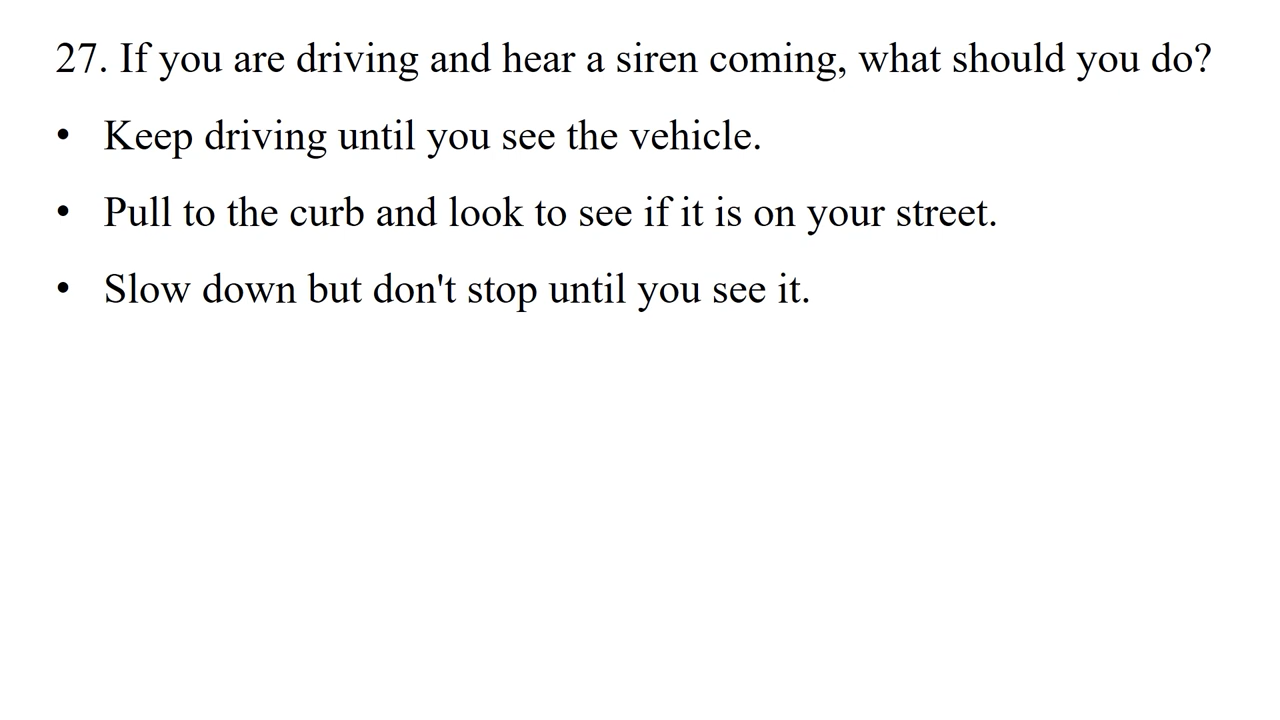 27. If you are driving and hear a siren coming, what should you do?
• Keep driving until you see the vehicle.
• Pull to the curb and look to see if it is on your street.
• Slow down but don't stop until you see it.